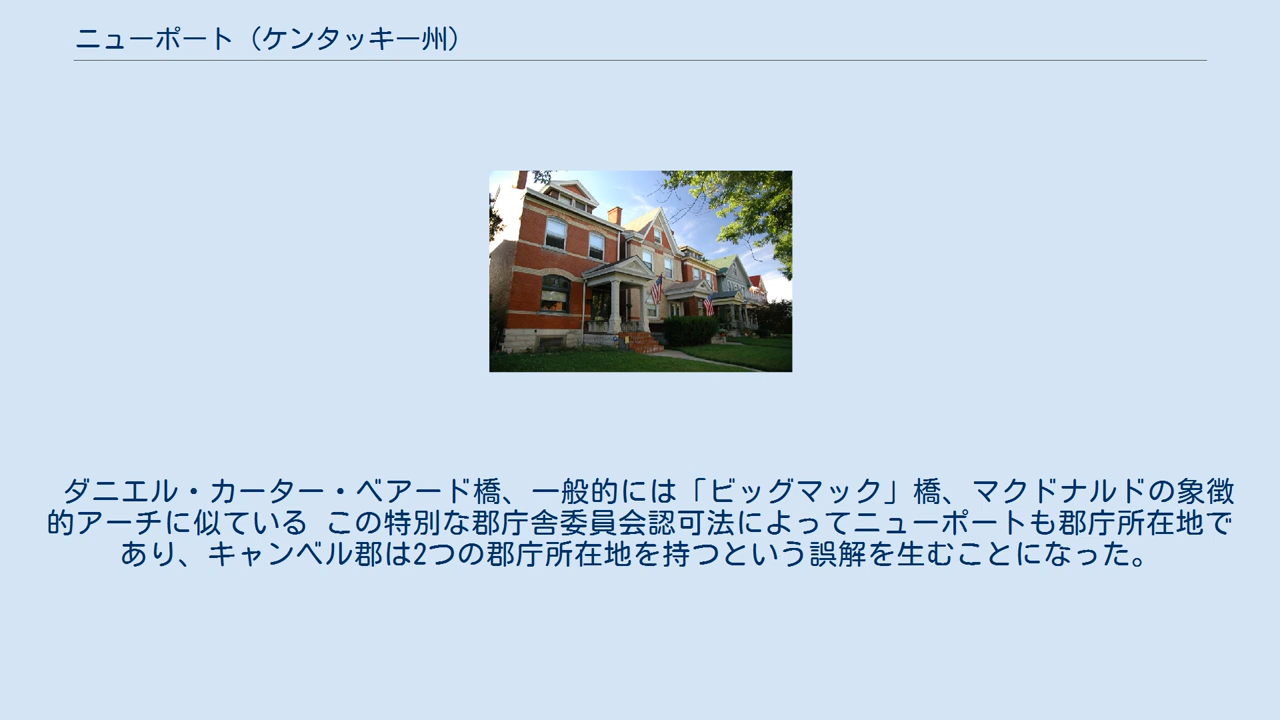 ニューポート（ケンタッキー州）
ダニエル・カーター・ベアード橋、一般的には「ビッグマック」橋、マクドナルドの象徴
的アーチに似ている この特別な郡庁舎委員会認可法によってニューポートも郡庁所在地で
あり、キャンベル郡は2つの郡庁所在地を持つという誤解を生むことになった。